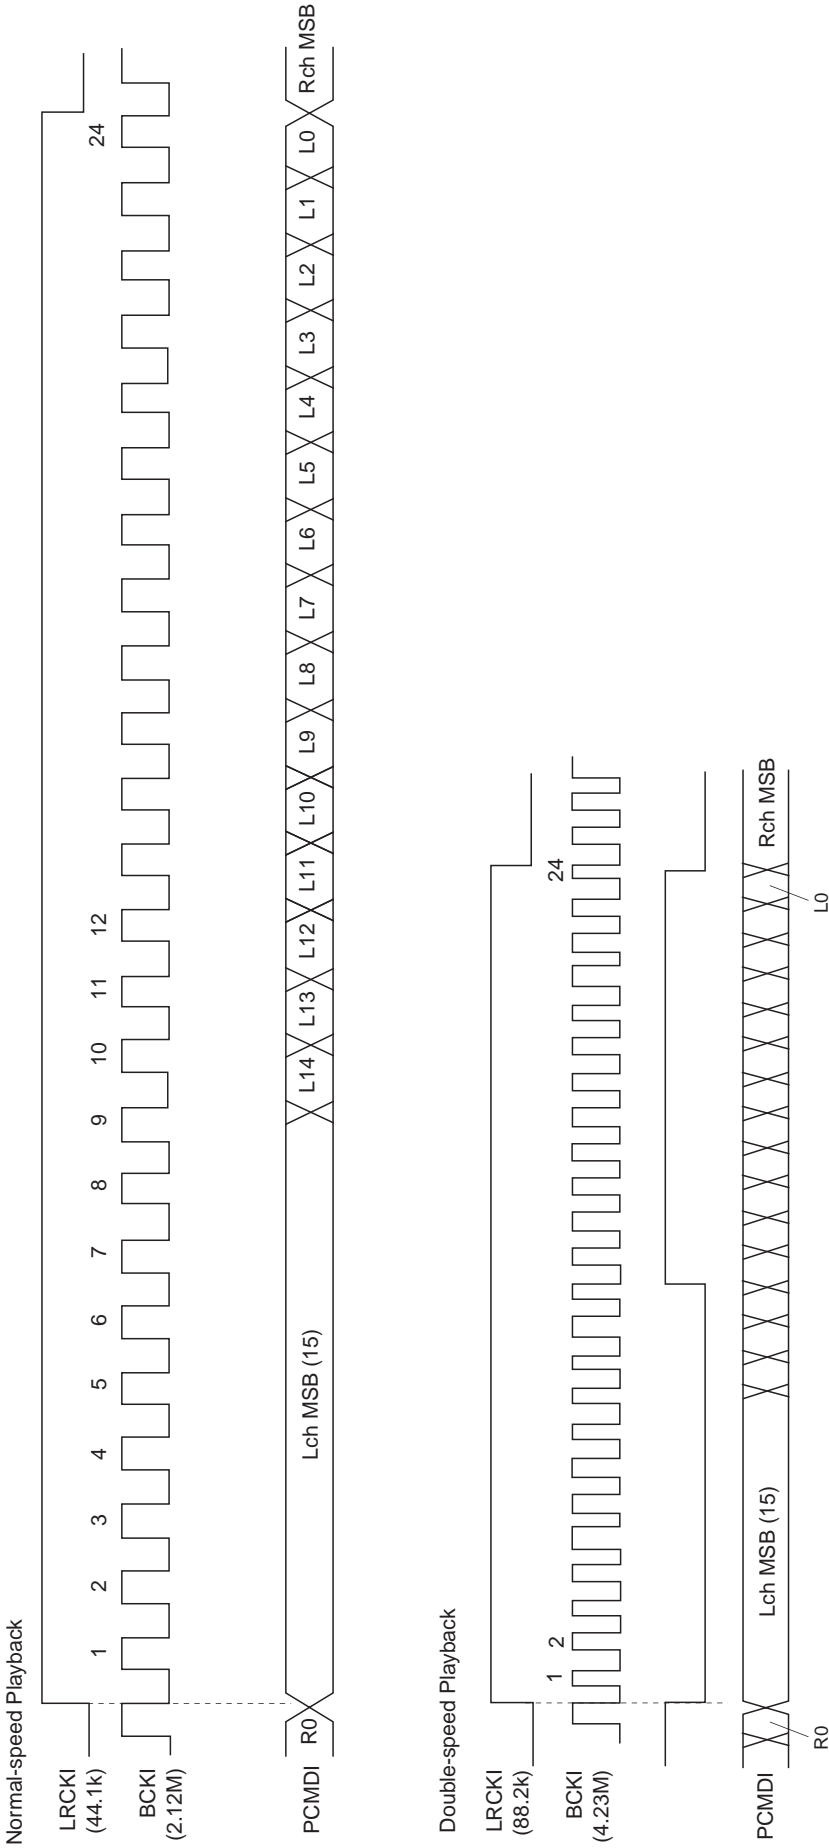 Normal-speed Playback
LRCKI
(44.1k)
1 2 3 4 5 6 7 8 9 10 11 12 24
BCKI
(2.12M)
PCMDI
R0 Lch MSB (15) L14 L13 L12 L11 L10 L9 L8 L7 L6 L5 L4 L3 L2 L1 L0 Rch MSB
Double-speed Playback
LRCKI
(88.2k)
1 2 24
BCKI
(4.23M)
PCMDI
Lch MSB (15) Rch MSB
R0 L0